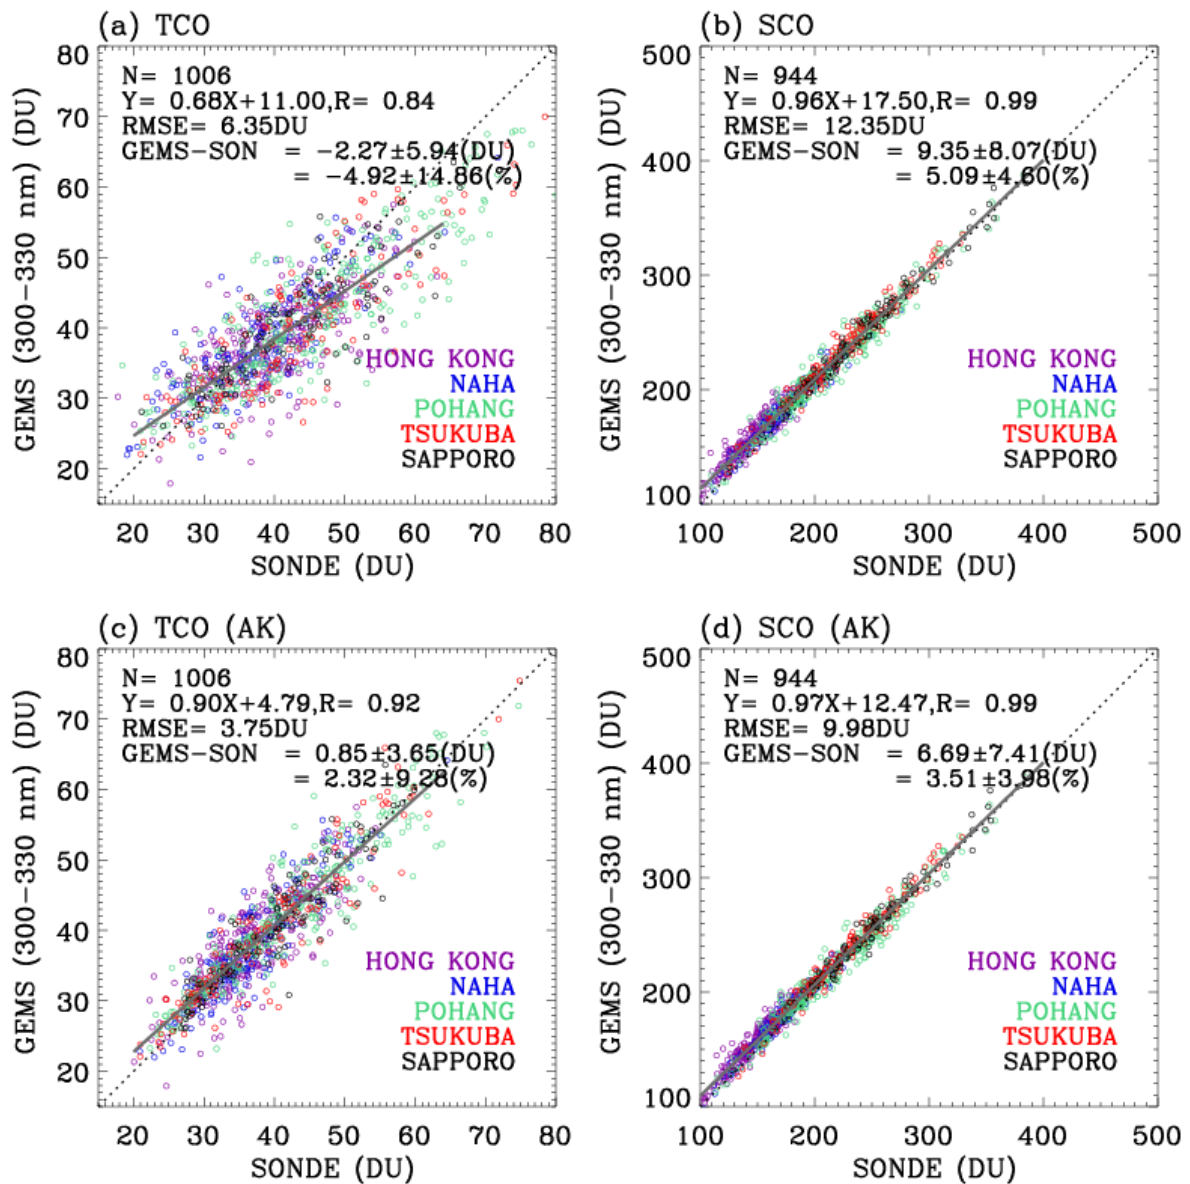 (a) TCO
80
70
60
50
40
30
20
GEMS (300−330 nm) (DU)
N= 1006
Y= 0.68X+11.00,R= 0.84
RMSE= 6.35DU
GEMS−SON = −2.27±5.94(DU)
= −4.92±14.86(%)
HONG KONG
NAHA
POHANG
TSUKUBA
SAPPORO
20 30 40 50 60 70 80
SONDE (DU)
(b) SCO
500
400
300
200
100
GEMS (300−330 nm) (DU)
N= 944
Y= 0.96X+17.50,R= 0.99
RMSE= 12.35DU
GEMS−SON = 9.35±8.07(DU)
= 5.09±4.60(%)
HONG KONG
NAHA
POHANG
TSUKUBA
SAPPORO
100 200 300 400 500
SONDE (DU)
(c) TCO (AK)
80
70
60
50
40
30
20
GEMS (300−330 nm) (DU)
N= 1006
Y= 0.90X+4.79,R= 0.92
RMSE= 3.75DU
GEMS−SON = 0.85±3.65(DU)
= 2.32±9.28(%)
HONG KONG
NAHA
POHANG
TSUKUBA
SAPPORO
20 30 40 50 60 70 80
SONDE (DU)
(d) SCO (AK)
500
400
300
200
100
GEMS (300−330 nm) (DU)
N= 944
Y= 0.97X+12.47,R= 0.99
RMSE= 9.98DU
GEMS−SON = 6.69±7.41(DU)
= 3.51±3.98(%)
HONG KONG
NAHA
POHANG
TSUKUBA
SAPPORO
100 200 300 400 500
SONDE (DU)